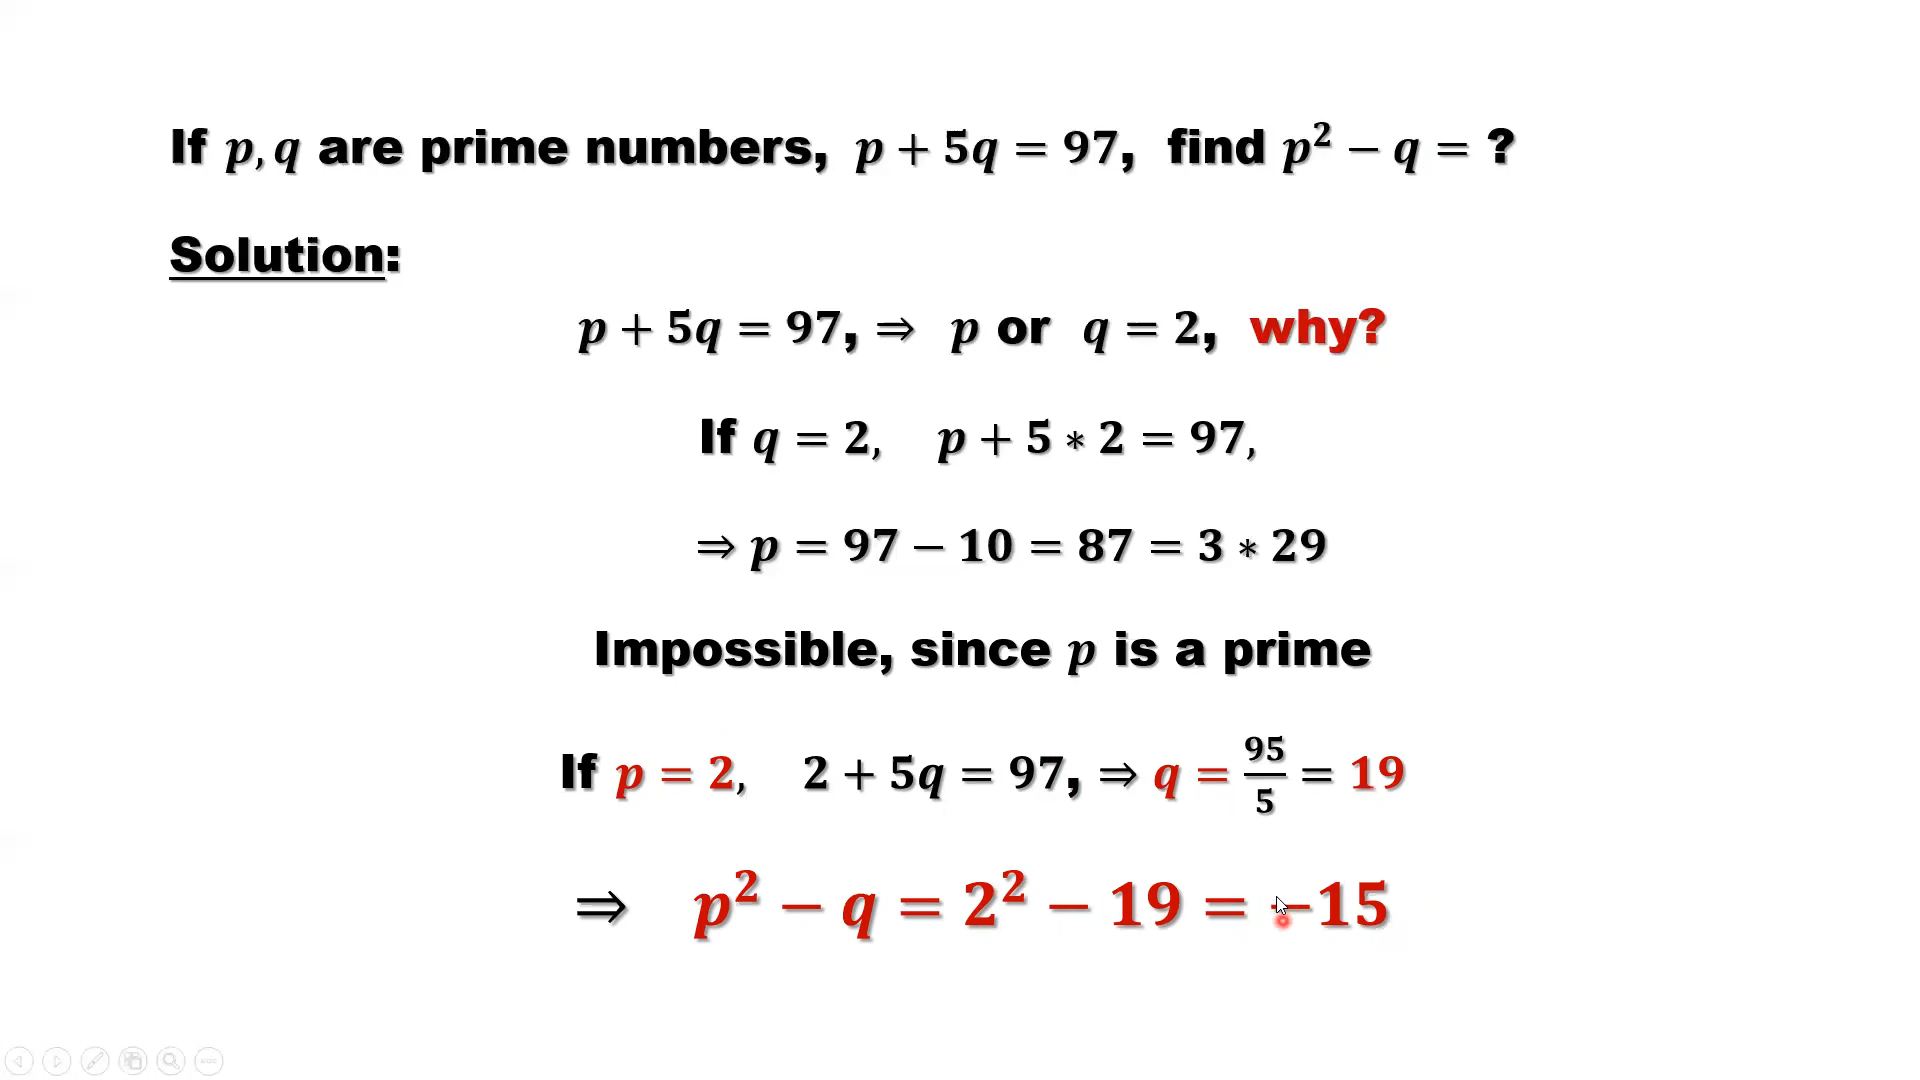 If p, q are prime numbers, p + 5q = 97, find p² − q = ?
Solution:
p + 5q = 97, ⇒ p or q = 2, why?
If q = 2, p + 5 ∗ 2 = 97,
⇒ p = 97 − 10 = 87 = 3 ∗ 29
Impossible, since p is a prime
If p = 2, 2 + 5q = 97, ⇒ q = 95/5 = 19
⇒ p² − q = 2² − 19 = −15